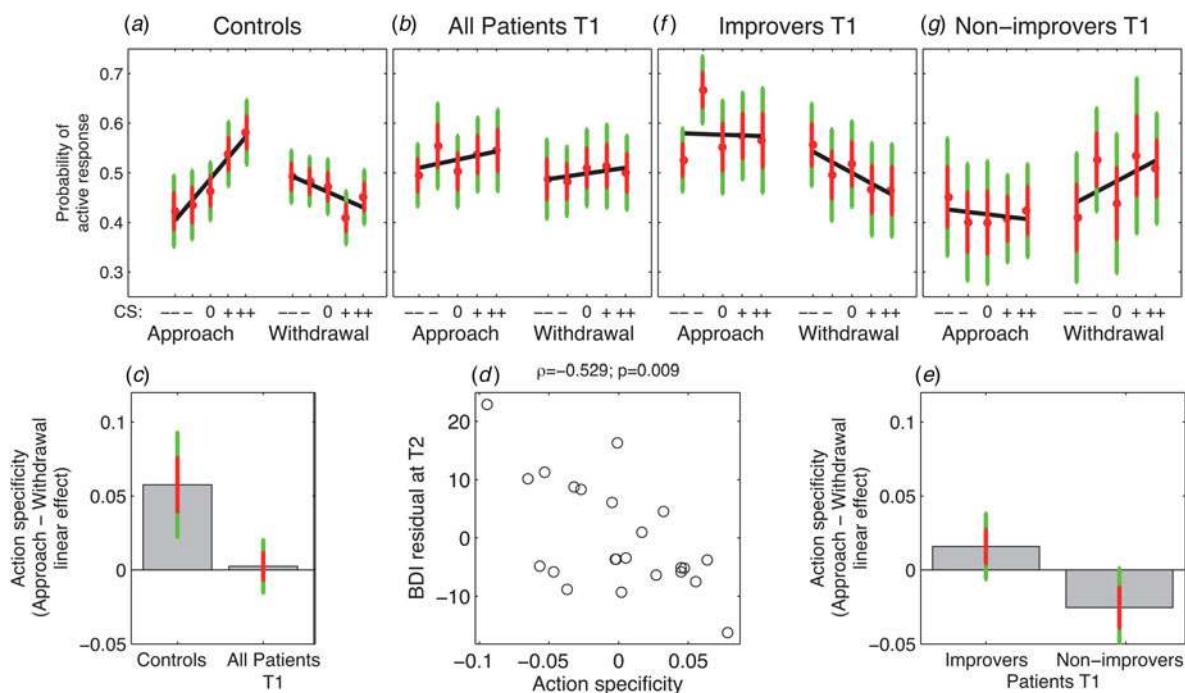 (a) Controls
(b) All Patients T1
(f) Improvers T1
(g) Non-improvers T1
Probability of
active response
0.7
0.6
0.5
0.4
0.3
CS: −− − 0 + ++ −− − 0 + ++
Approach Withdrawal
−− − 0 + ++ −− − 0 + ++
Approach Withdrawal
−− − 0 + ++ −− − 0 + ++
Approach Withdrawal
−− − 0 + ++ −− − 0 + ++
Approach Withdrawal
(c)
Action specificity
(Approach − Withdrawal
linear effect)
0.1
0.05
0
−0.05
Controls All Patients
T1
(d)
ρ=−0.529; p=0.009
BDI residual at T2
20
10
0
−10
−0.1 −0.05 0 0.05
Action specificity
(e)
Action specificity
(Approach − Withdrawal
linear effect)
0.1
0.05
0
−0.05
Improvers Non−improvers
Patients T1